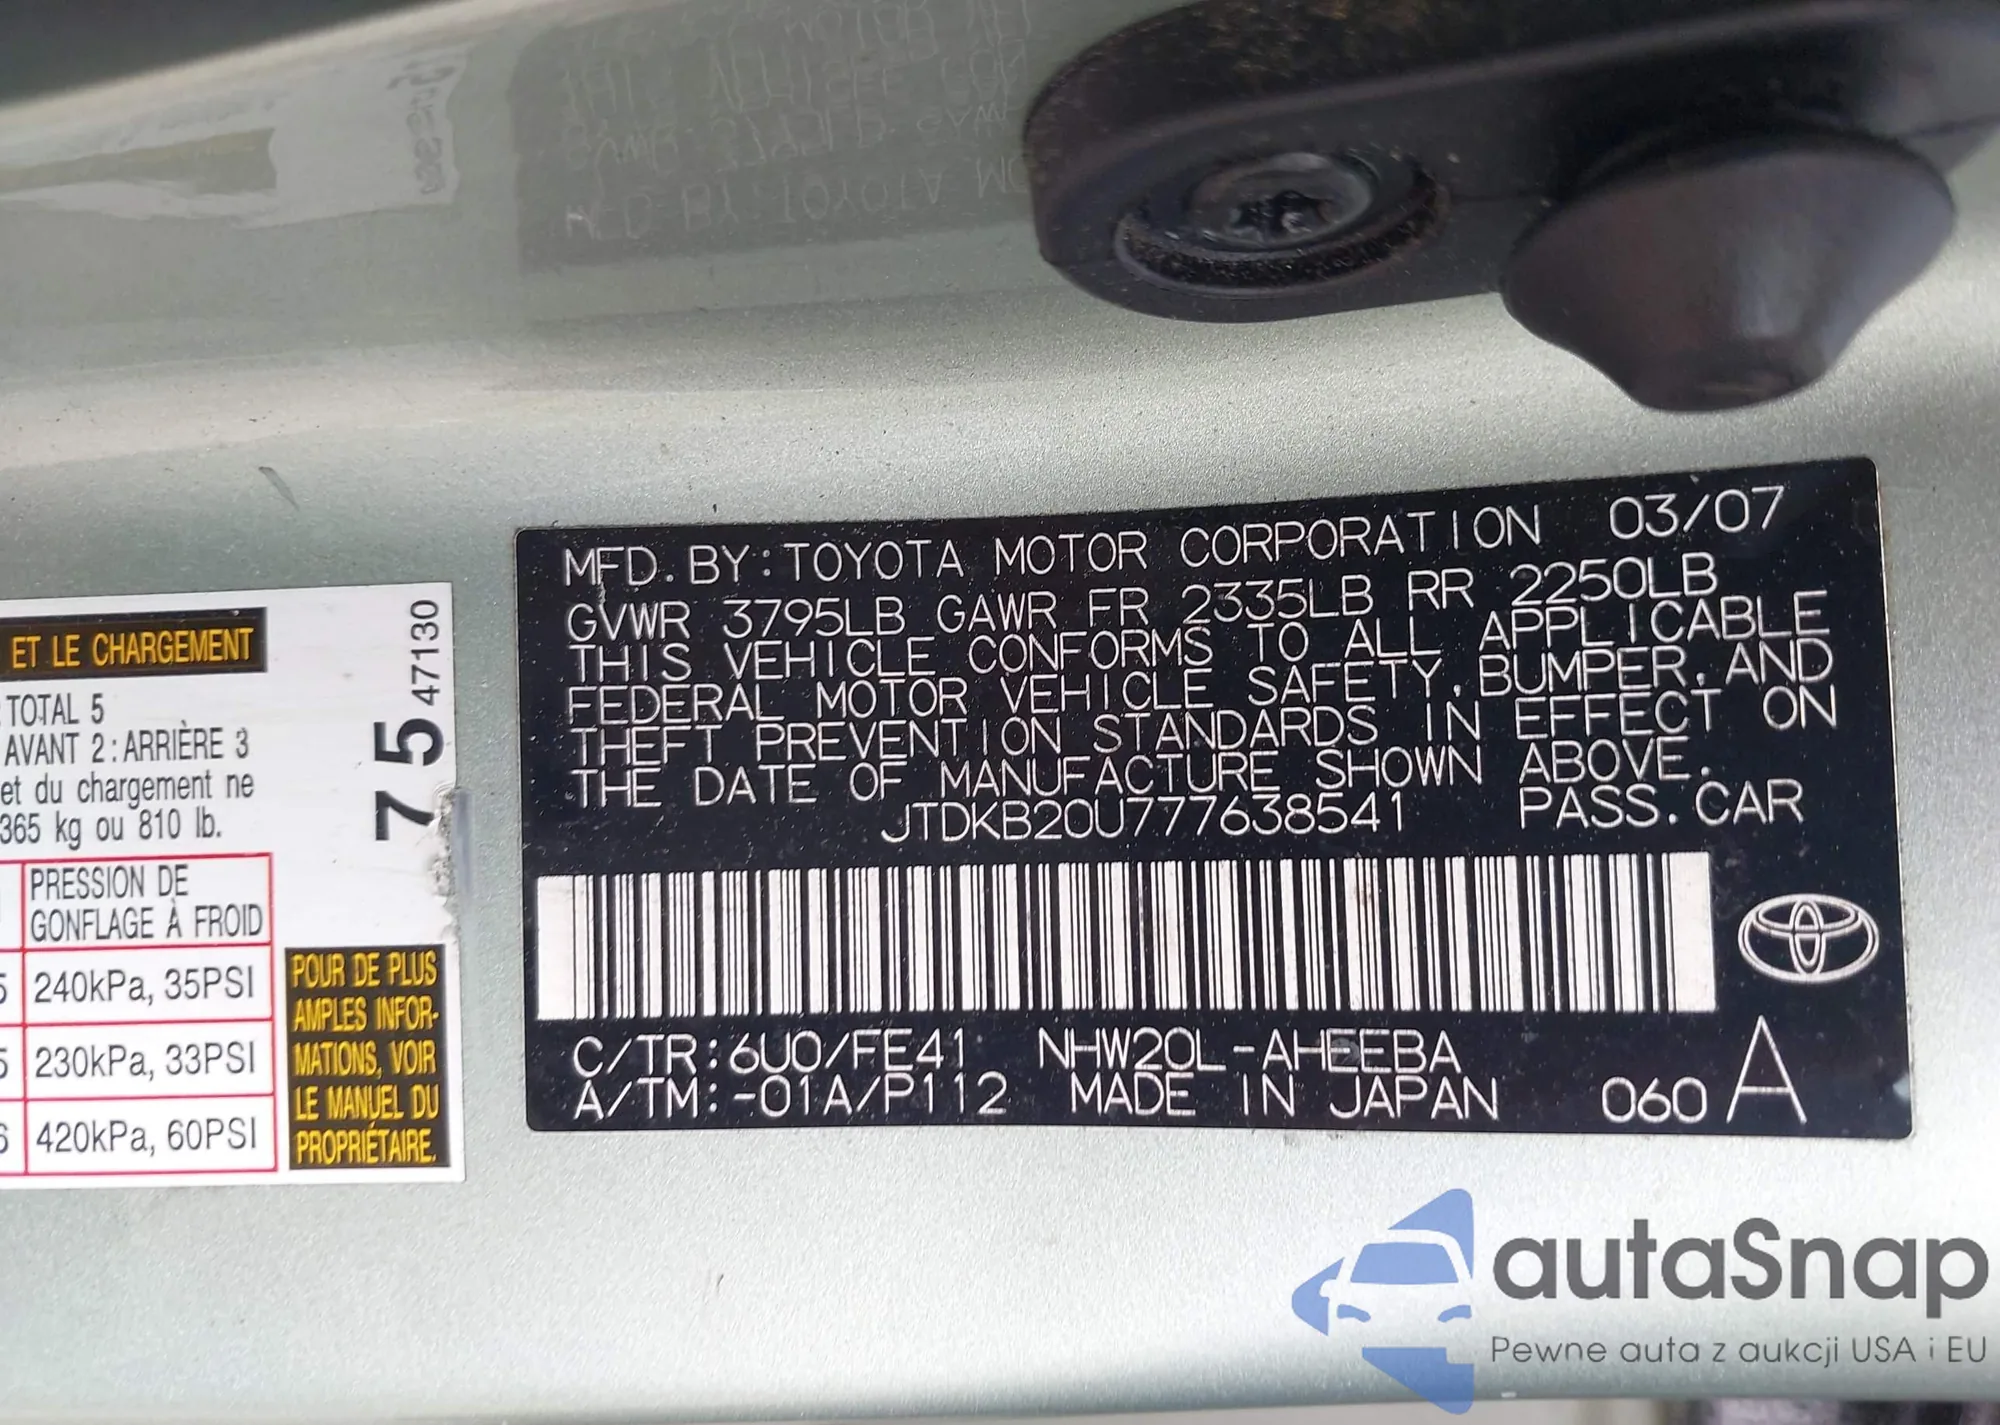 ET LE CHARGEMENT
TOTAL 5
AVANT 2 : ARRIÈRE 3
et du chargement ne
365 kg ou 810 lb.
PRESSION DE
GONFLAGE À FROID
5 240kPa, 35PSI
5 230kPa, 33PSI
6 420kPa, 60PSI
75 47130
POUR DE PLUS
AMPLES INFOR-
MATIONS, VOIR
LE MANUEL DU
PROPRIÉTAIRE.
MFD. BY: TOYOTA MOTOR CORPORATION 03/07
GVWR 3795LB GAWR FR 2335LB RR 2250LB
THIS VEHICLE CONFORMS TO ALL APPLICABLE
FEDERAL MOTOR VEHICLE SAFETY, BUMPER, AND
THEFT PREVENTION STANDARDS IN EFFECT ON
THE DATE OF MANUFACTURE SHOWN ABOVE.
JTDKB20U777638541 PASS. CAR
C/TR: 6U0/FE41 NHW20L-AHEEBA
A/TM: -01A/P112 MADE IN JAPAN 060 A
autaSnap
Pewne auta z aukcji USA i EU